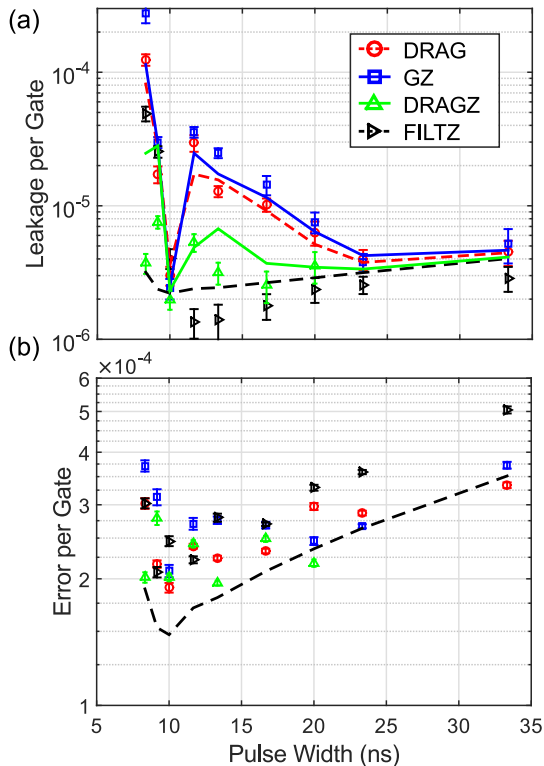 (a)
10⁻⁴
10⁻⁵
10⁻⁶
Leakage per Gate
DRAG
GZ
DRAGZ
FILTZ
(b)
×10⁻⁴
6
5
4
3
2
1
Error per Gate
5 10 15 20 25 30 35
Pulse Width (ns)